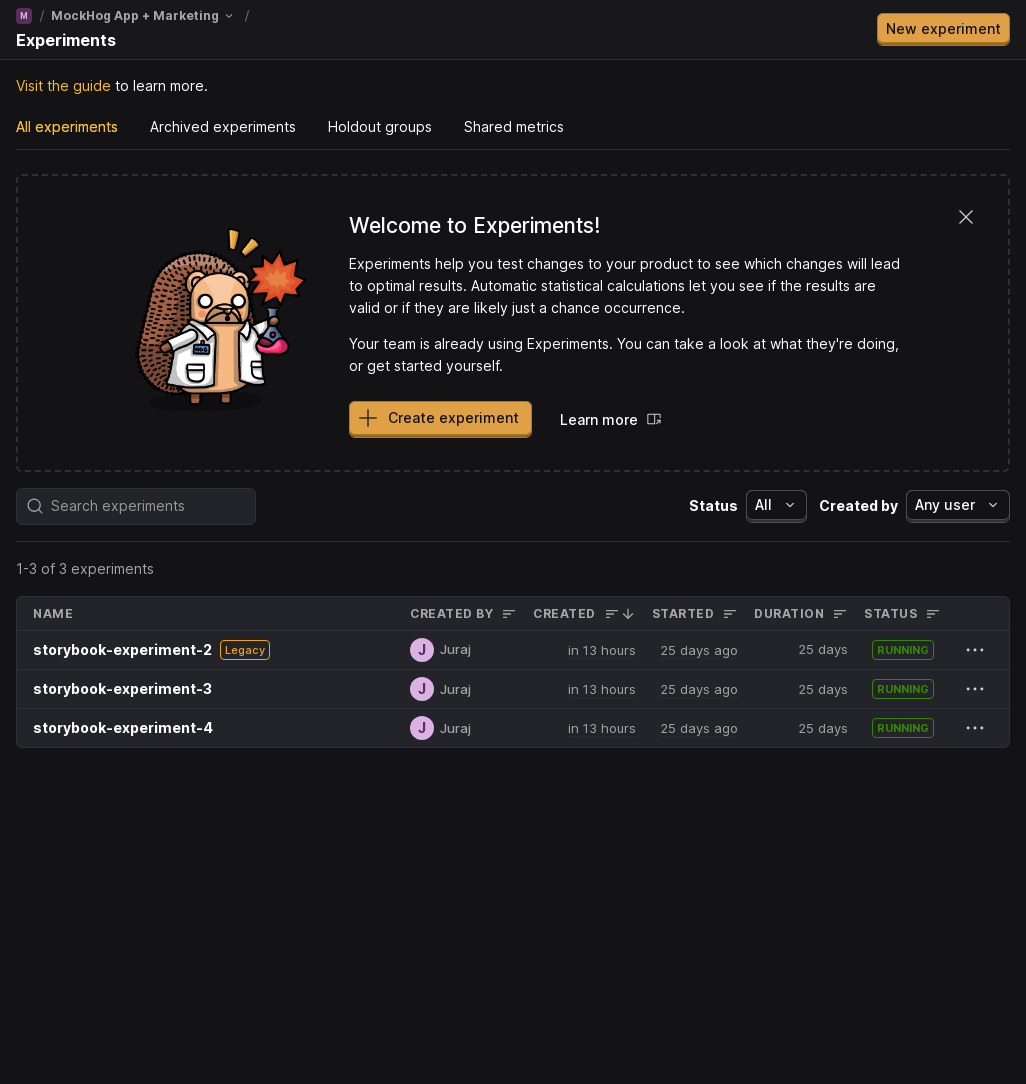 M / MockHog App + Marketing /
Experiments
New experiment
Visit the guide to learn more.
All experiments Archived experiments Holdout groups Shared metrics
Welcome to Experiments!
Experiments help you test changes to your product to see which changes will lead
to optimal results. Automatic statistical calculations let you see if the results are
valid or if they are likely just a chance occurrence.
Your team is already using Experiments. You can take a look at what they're doing,
or get started yourself.
Create experiment Learn more
Search experiments Status All Created by Any user
1-3 of 3 experiments
NAME CREATED BY CREATED STARTED DURATION STATUS
storybook-experiment-2 Legacy J Juraj in 13 hours 25 days ago 25 days RUNNING
storybook-experiment-3 J Juraj in 13 hours 25 days ago 25 days RUNNING
storybook-experiment-4 J Juraj in 13 hours 25 days ago 25 days RUNNING